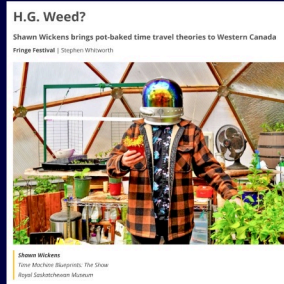 H.G. Weed?
Shawn Wickens brings pot-baked time travel theories to Western Canada
Fringe Festival | Stephen Whitworth
Shawn Wickens
Time Machine Blueprints: The Show
Royal Saskatchewan Museum